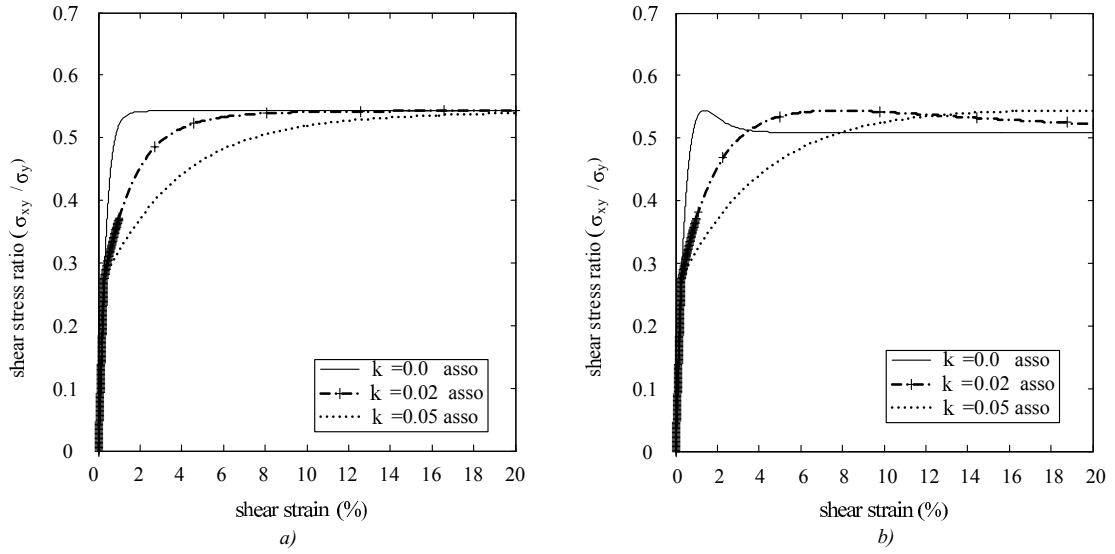 0.7
0.6
0.5
0.4
0.3
0.2
0.1
0
shear stress ratio ( σxy / σy)
k =0.0 asso
k =0.02 asso
k =0.05 asso
0 2 4 6 8 10 12 14 16 18 20
shear strain (%)
a)
0.7
0.6
0.5
0.4
0.3
0.2
0.1
0
shear stress ratio ( σxy / σy)
k =0.0 asso
k =0.02 asso
k =0.05 asso
0 2 4 6 8 10 12 14 16 18 20
shear strain (%)
b)